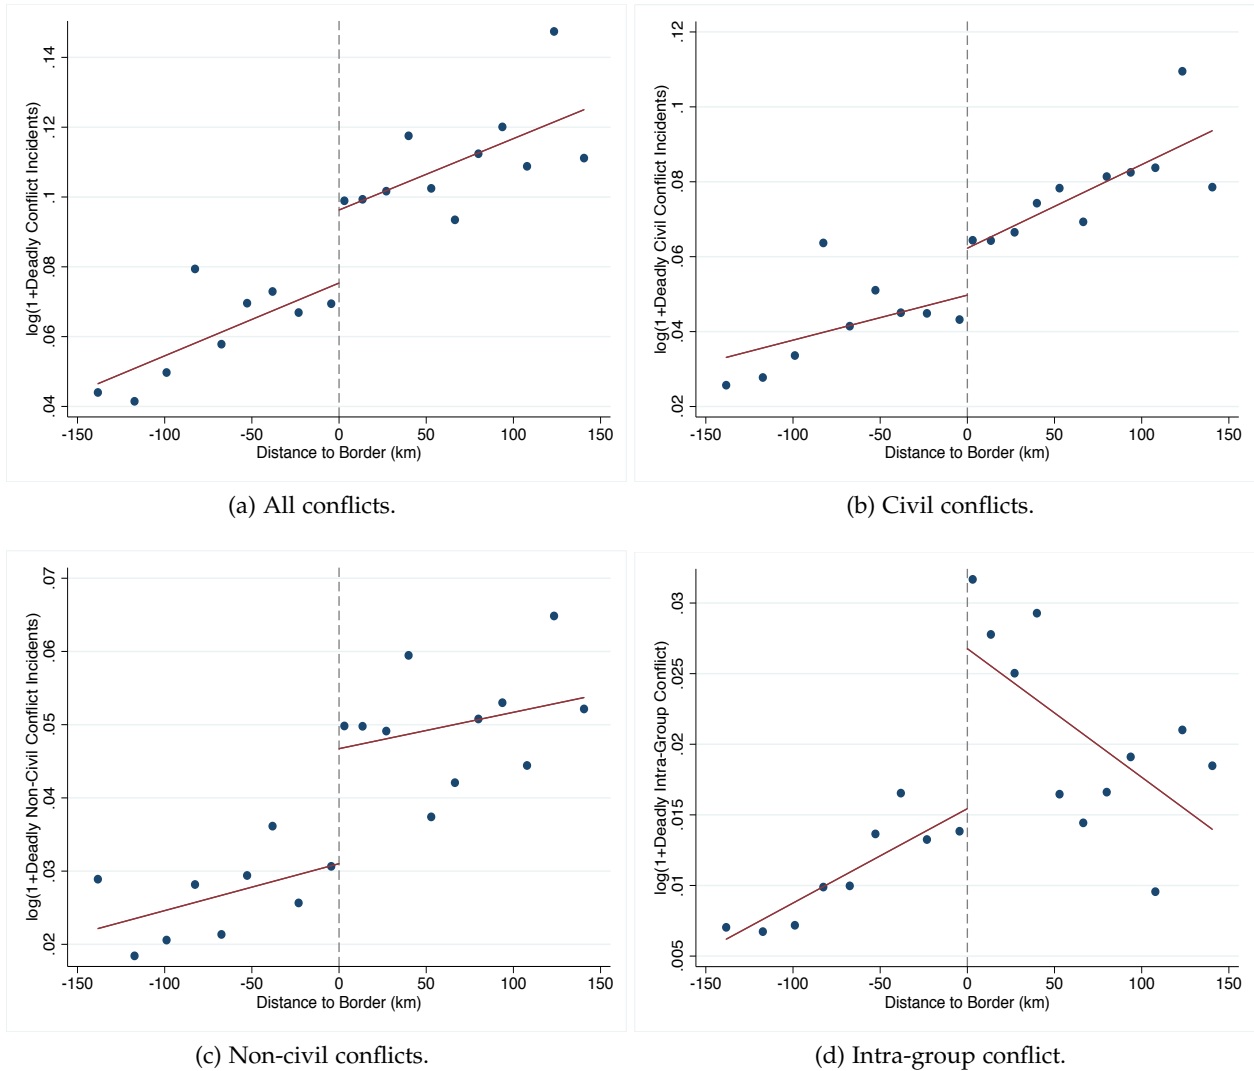 log(1+Deadly Conflict Incidents)
.14
.12
.1
.08
.06
.04
-150 -100 -50 0 50 100 150
Distance to Border (km)
(a) All conflicts.
log(1+Deadly Civil Conflict Incidents)
.12
.1
.08
.06
.04
.02
-150 -100 -50 0 50 100 150
Distance to Border (km)
(b) Civil conflicts.
log(1+Deadly Non-Civil Conflict Incidents)
.07
.06
.05
.04
.03
.02
-150 -100 -50 0 50 100 150
Distance to Border (km)
(c) Non-civil conflicts.
log(1+Deadly Intra-Group Conflict)
.03
.025
.02
.015
.01
.005
-150 -100 -50 0 50 100 150
Distance to Border (km)
(d) Intra-group conflict.